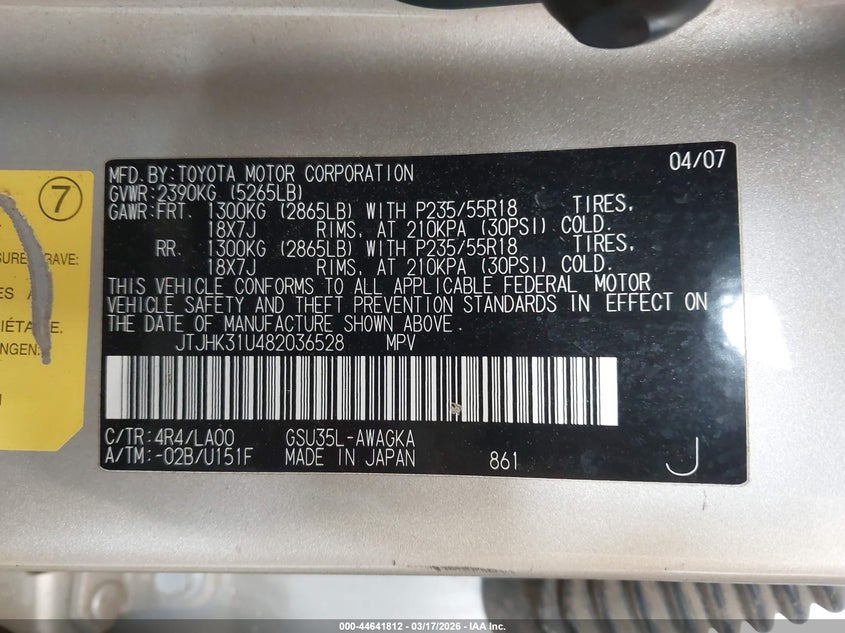 MFD.BY:TOYOTA MOTOR CORPORATION 04/07
GVWR:2390KG (5265LB)
GAWR:FRT. 1300KG (2865LB) WITH P235/55R18 TIRES,
18X7J RIMS, AT 210KPA (30PSI) COLD.
RR. 1300KG (2865LB) WITH P235/55R18 TIRES,
18X7J RIMS, AT 210KPA (30PSI) COLD.
THIS VEHICLE CONFORMS TO ALL APPLICABLE FEDERAL MOTOR
VEHICLE SAFETY AND THEFT PREVENTION STANDARDS IN EFFECT ON
THE DATE OF MANUFACTURE SHOWN ABOVE.
JTJHK31U482036528 MPV
C/TR:4R4/LA00 GSU35L-AWAGKA
A/TM:-02B/U151F MADE IN JAPAN 861 J
7
RAVE:
000-44641812 — 03/17/2026 — IAA Inc.